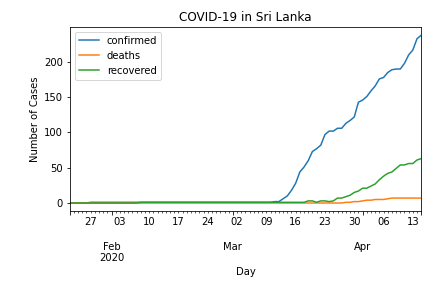 COVID-19 in Sri Lanka
confirmed
deaths
recovered
Number of Cases
200
150
100
50
0
27 03 10 17 24 02 09 16 23 30 06 13
Feb Mar Apr
2020
Day